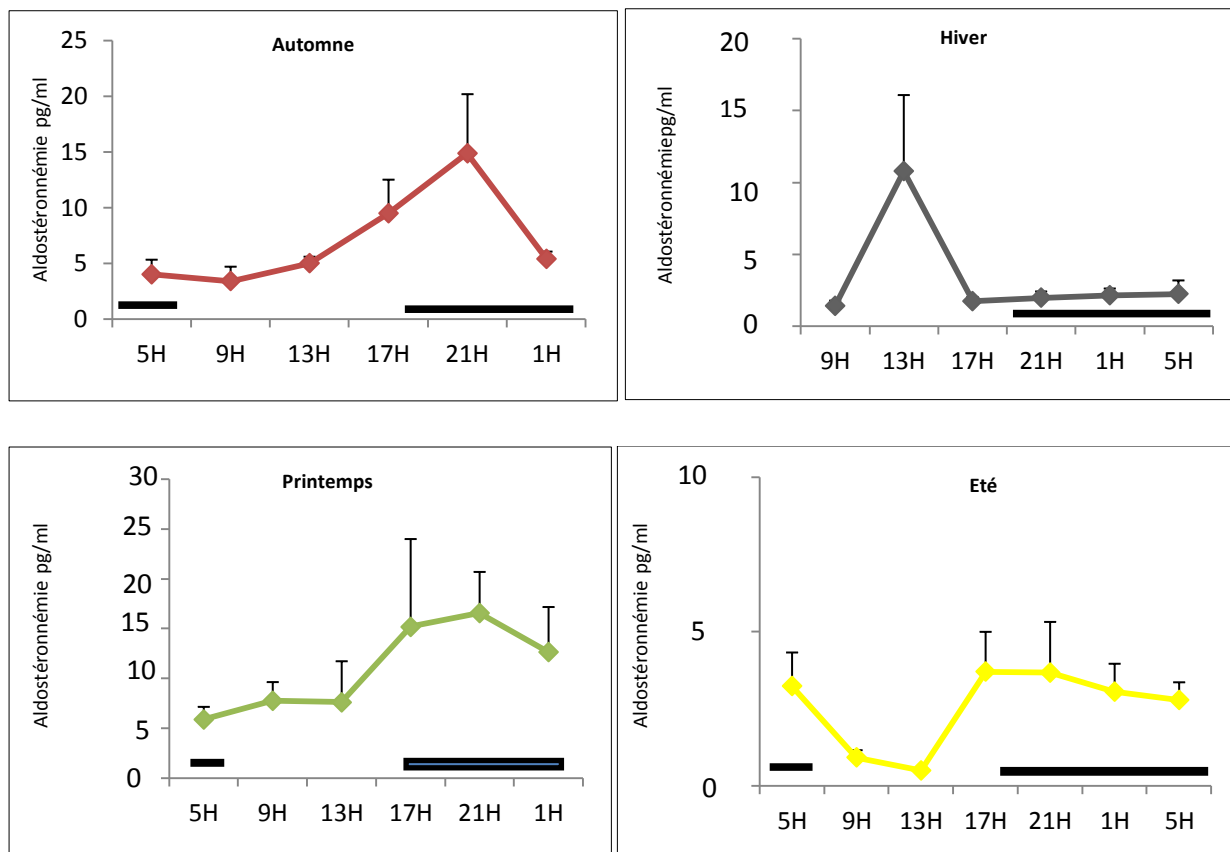 Automne
Aldostéronnémie pg/ml
25
20
15
10
5
0
5H 9H 13H 17H 21H 1H
Hiver
Aldostéronnémiepg/ml
20
15
10
5
0
9H 13H 17H 21H 1H 5H
Printemps
Aldostéronnémie pg/ml
30
25
20
15
10
5
0
5H 9H 13H 17H 21H 1H
Eté
Aldostéronnémie pg/ml
10
5
0
5H 9H 13H 17H 21H 1H 5H